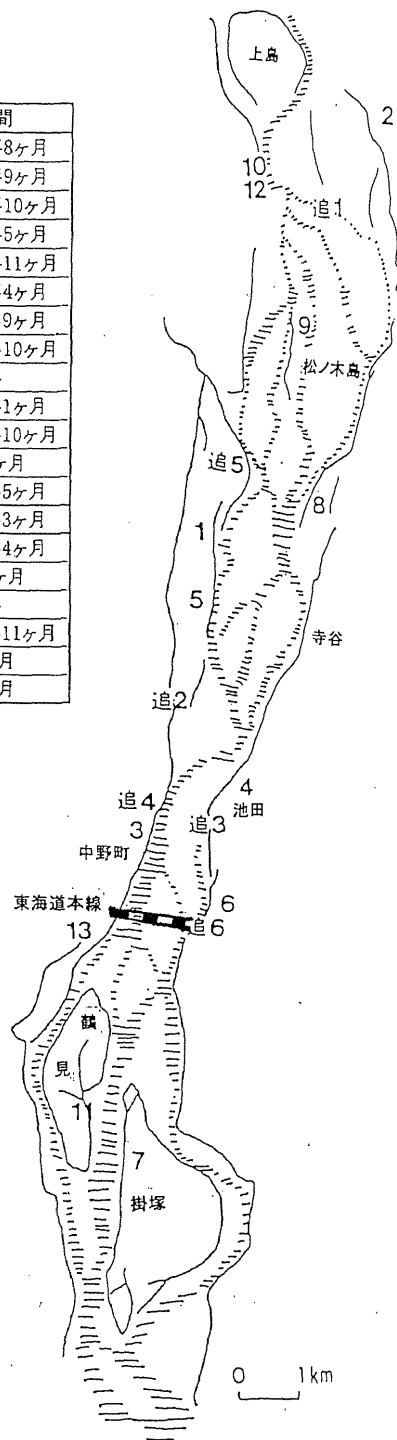 間
8ヶ月
9ヶ月
10ヶ月
5ヶ月
11ヶ月
4ヶ月
9ヶ月
10ヶ月
1ヶ月
10ヶ月
ヶ月
5ヶ月
3ヶ月
4ヶ月
ヶ月
11ヶ月
月
月
上島
2
10
12
追1
9
松ノ木島
追5
8
1
5
寺谷
追2
4
池田
追4
追3
3
中野町
6
東海道本線
追6
13
鶴
見
11
7
掛塚
0 1km